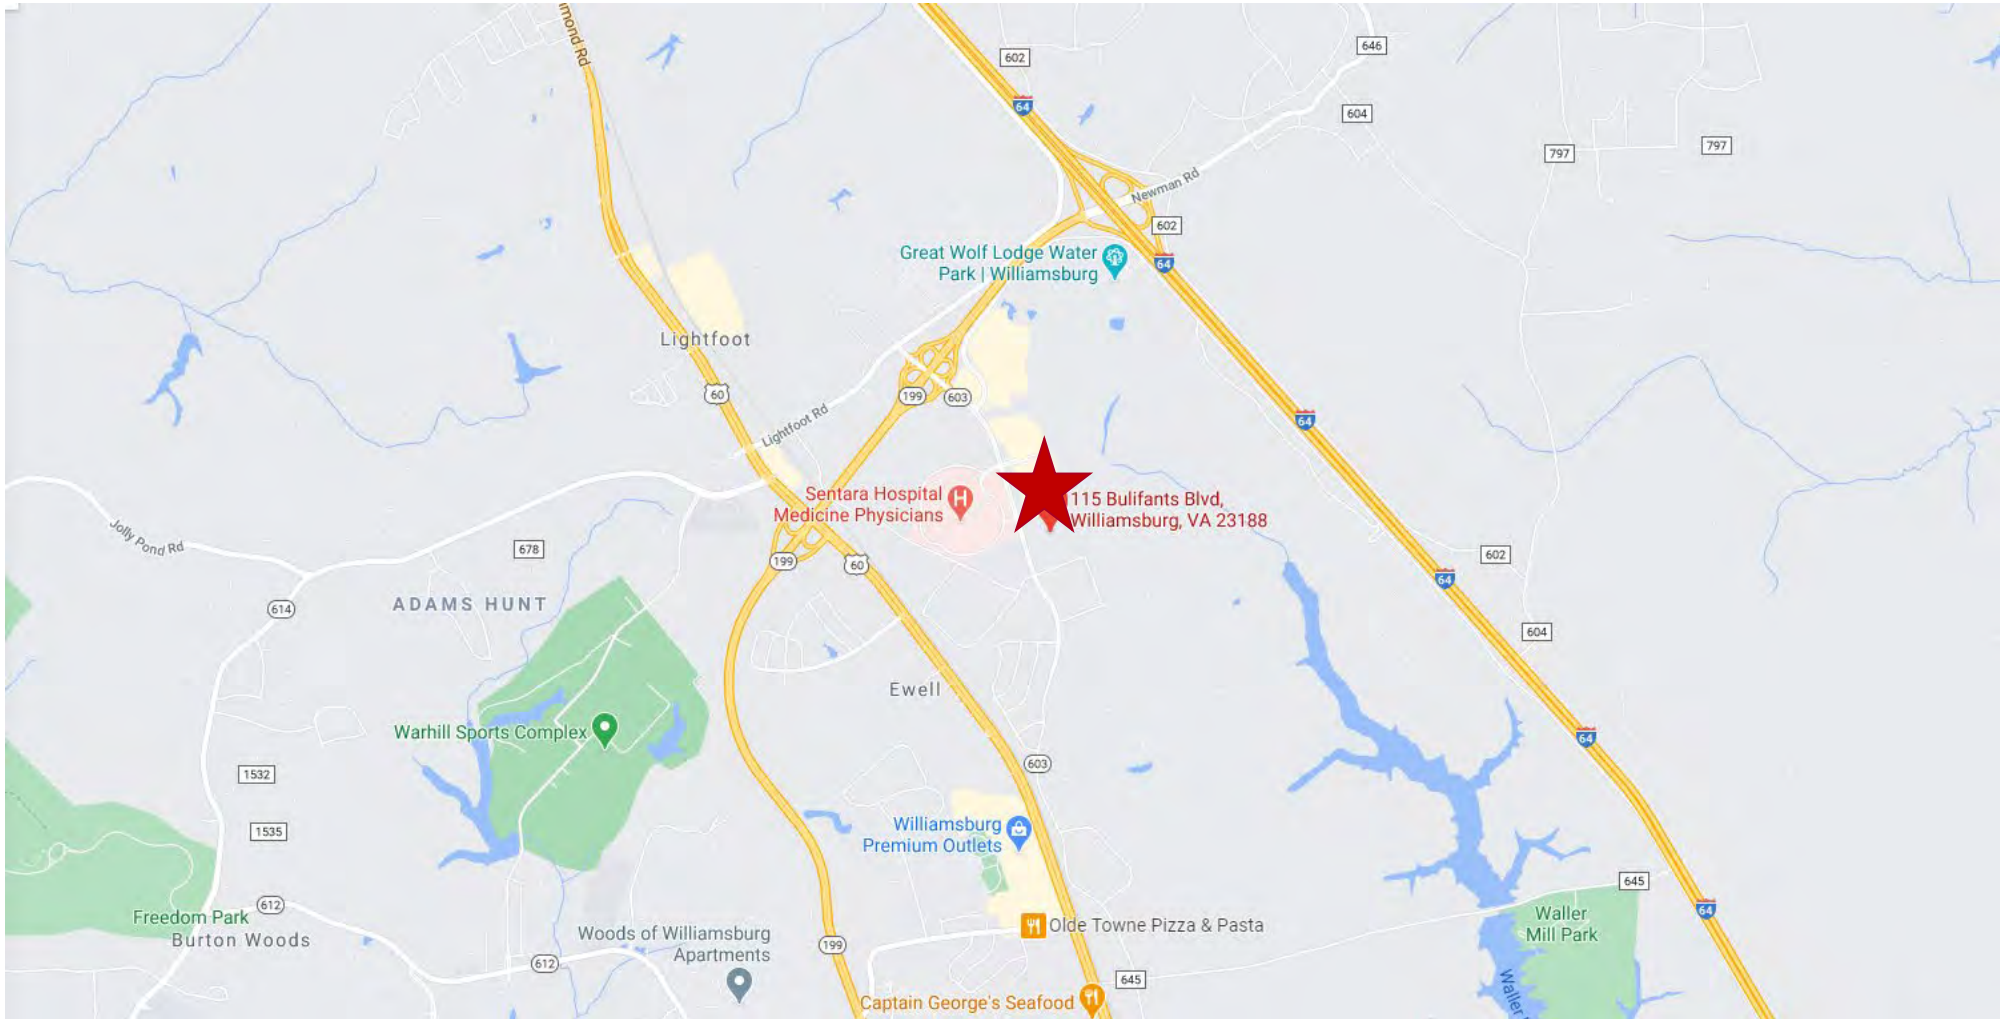 mond Rd
602
646
64
604
797
797
Newman Rd
602
Great Wolf Lodge Water
Park | Williamsburg
64
Lightfoot
60
199
603
Lightfoot Rd
64
Sentara Hospital
Medicine Physicians
115 Bulifants Blvd,
Williamsburg, VA 23188
H
Jolly Pond Rd
678
199
60
602
64
614
ADAMS HUNT
604
Ewell
Warhill Sports Complex
64
603
1532
1535
Williamsburg
Premium Outlets
645
Freedom Park
612
Burton Woods
Woods of Williamsburg
Apartments
199
Olde Towne Pizza & Pasta
Waller
Mill Park
64
612
645
Captain George's Seafood
Waller